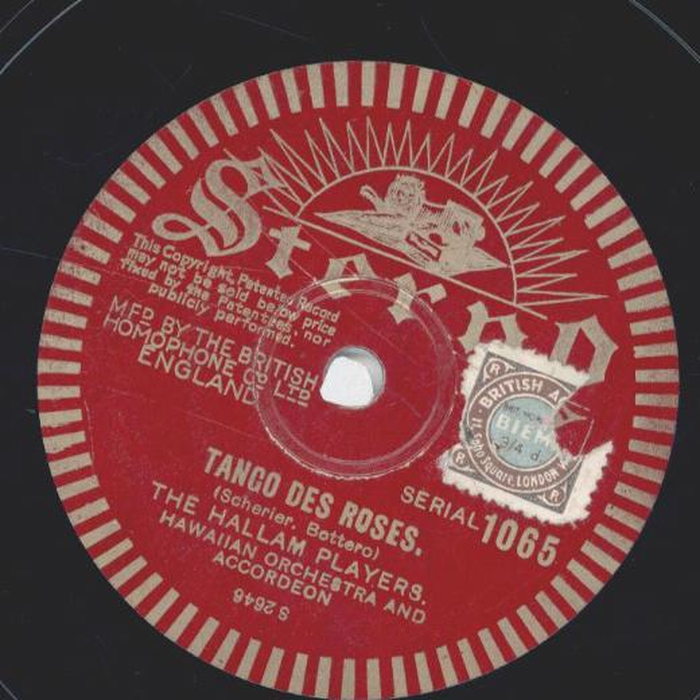 Sterno
This Copyright Patented Record
may not be sold below price
fixed by the Patentees, nor
publicly performed.
MFD BY THE BRITISH
HOMOPHONE CO LTD
ENGLAND
BRITISH
BIEM
3/4 d.
SOHO SQUARE, LONDON W.
SERIAL 1065
TANGO DES ROSES.
(Scherier, Bottero)
THE HALLAM PLAYERS.
HAWAIIAN ORCHESTRA AND
ACCORDEON
S 2646